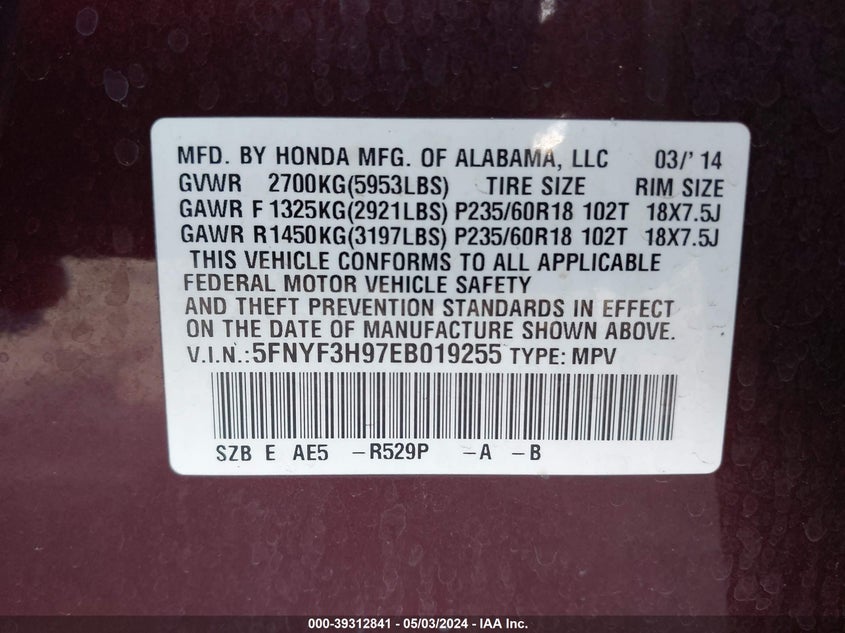 MFD. BY HONDA MFG. OF ALABAMA, LLC 03/' 14
GVWR 2700KG(5953LBS) TIRE SIZE RIM SIZE
GAWR F 1325KG(2921LBS) P235/60R18 102T 18X7.5J
GAWR R1450KG(3197LBS) P235/60R18 102T 18X7.5J
THIS VEHICLE CONFORMS TO ALL APPLICABLE
FEDERAL MOTOR VEHICLE SAFETY
AND THEFT PREVENTION STANDARDS IN EFFECT
ON THE DATE OF MANUFACTURE SHOWN ABOVE.
V.I.N.:5FNYF3H97EB019255 TYPE: MPV
SZB E AE5 -R529P -A -B
000-39312841 - 05/03/2024 - IAA Inc.